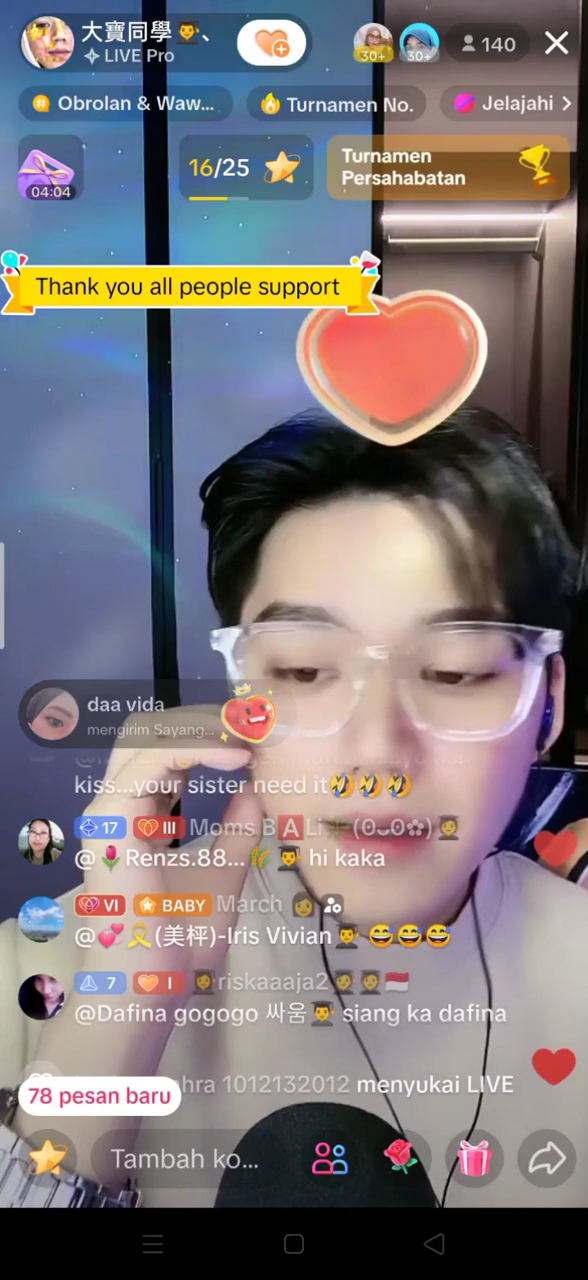 大寶同學👨‍🎓、
LIVE Pro
30+
30+
140
Obrolan & Waw...
Turnamen No.
Jelajahi
04:04
16/25
Turnamen
Persahabatan
Thank you all people support
daa vida
mengirim Sayang...
kiss...your sister need it🤣🤣🤣
17 III Moms B🅰Li (ʘᴗʘ✿)👩‍🎓
@🌷Renzs.88...🌾👨‍🎓 hi kaka
VI BABY March 👩
@💞🎗(美枰)-Iris Vivian👨‍🎓 😅😅😅
7 I 👩‍🎓riskaaaja2👩‍🎓👩‍🎓🇮🇩
@Dafina gogogo 싸움👨‍🎓 siang ka dafina
hra 1012132012 menyukai LIVE
78 pesan baru
Tambah ko...